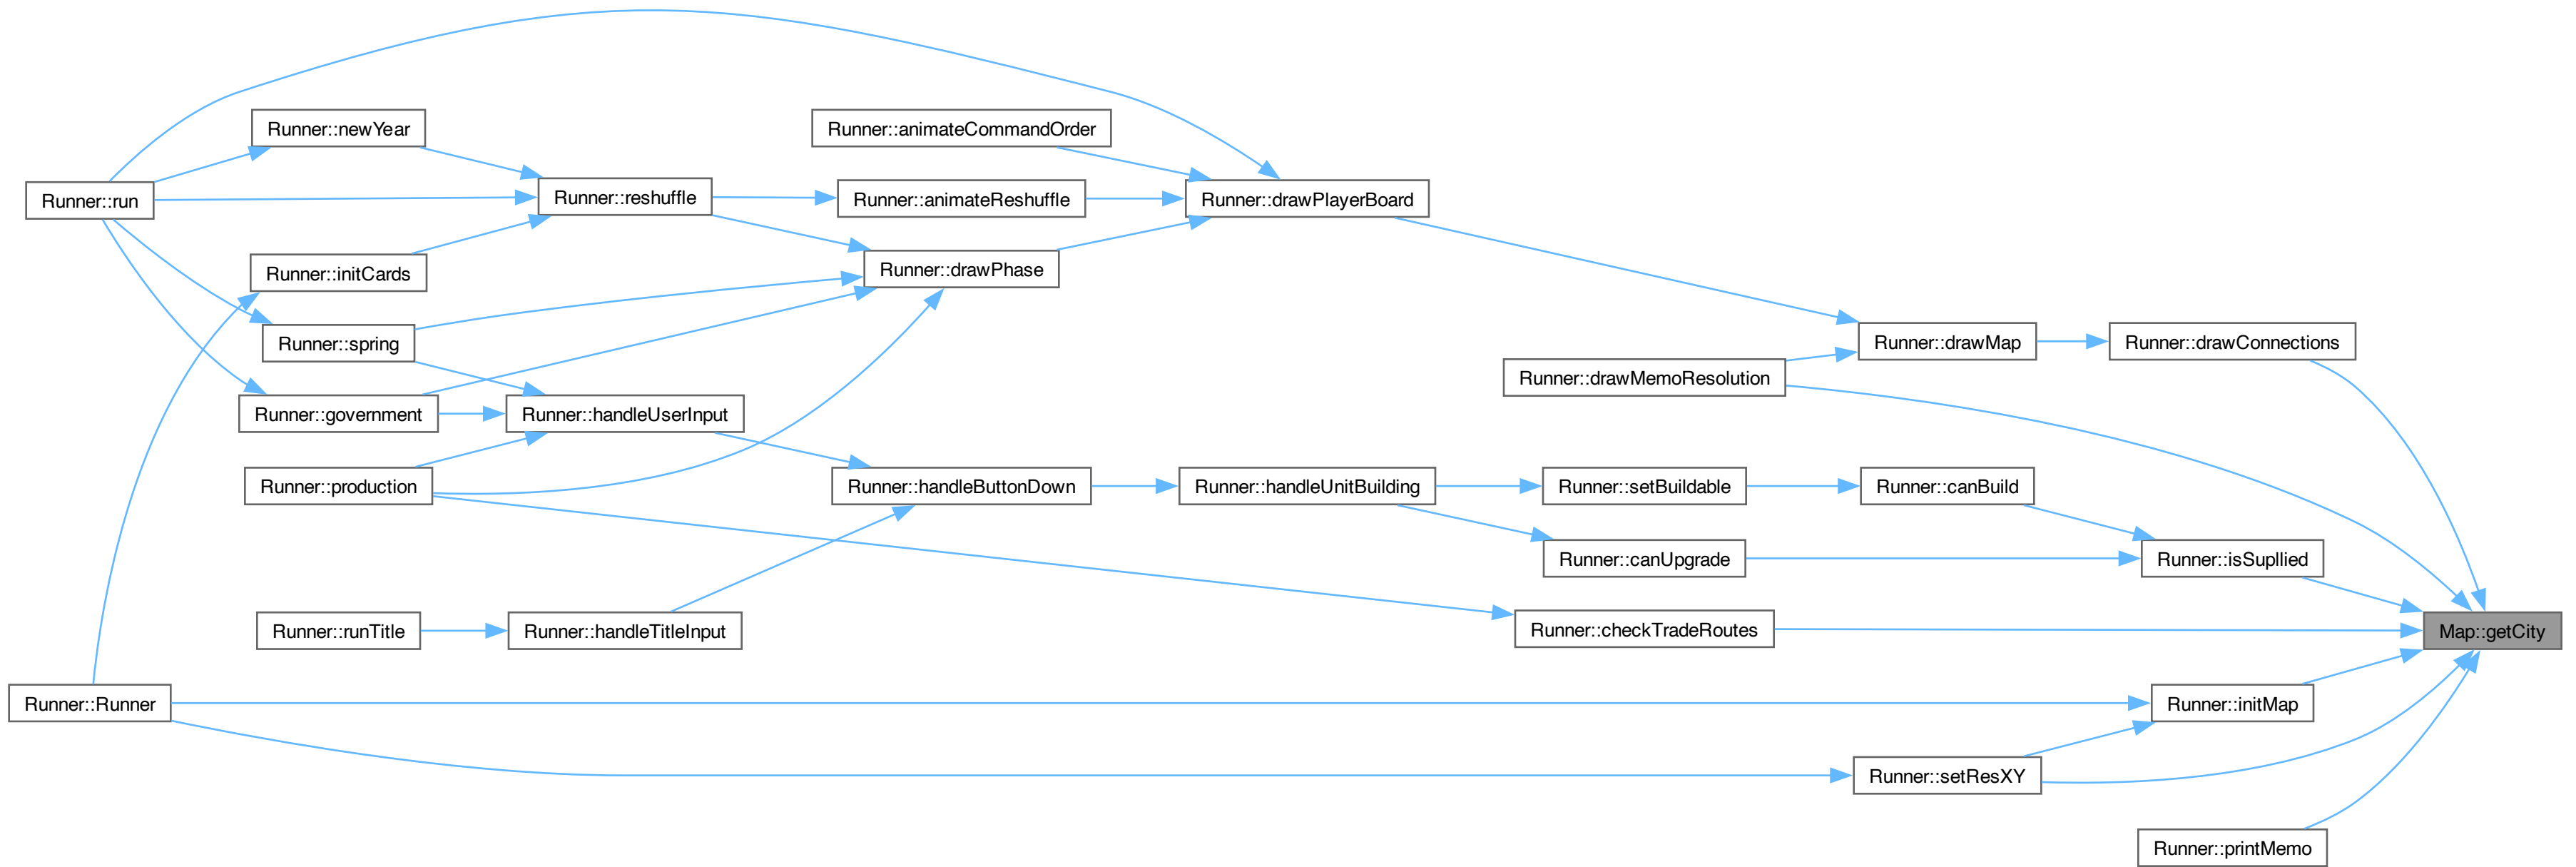 Runner::newYear
Runner::animateCommandOrder
Runner::run
Runner::reshuffle
Runner::animateReshuffle
Runner::drawPlayerBoard
Runner::initCards
Runner::drawPhase
Runner::spring
Runner::drawMap
Runner::drawConnections
Runner::drawMemoResolution
Runner::government
Runner::handleUserInput
Runner::production
Runner::handleButtonDown
Runner::handleUnitBuilding
Runner::setBuildable
Runner::canBuild
Runner::canUpgrade
Runner::isSupllied
Runner::runTitle
Runner::handleTitleInput
Runner::checkTradeRoutes
Map::getCity
Runner::Runner
Runner::initMap
Runner::setResXY
Runner::printMemo